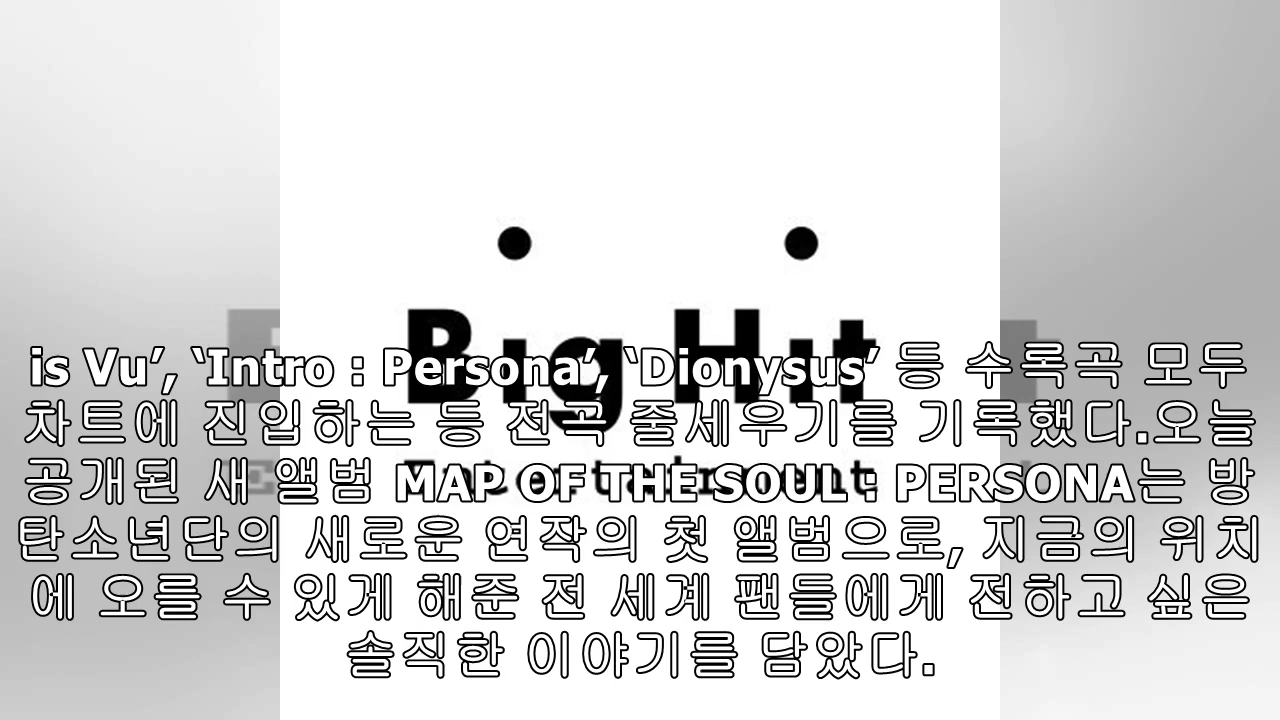 Big Hit
Entertainment
is Vu’, ‘Intro : Persona’, ‘Dionysus’ 등 수록곡 모두
차트에 진입하는 등 전곡 줄세우기를 기록했다.오늘
공개된 새 앨범 MAP OF THE SOUL : PERSONA는 방
탄소년단의 새로운 연작의 첫 앨범으로, 지금의 위치
에 오를 수 있게 해준 전 세계 팬들에게 전하고 싶은
솔직한 이야기를 담았다.